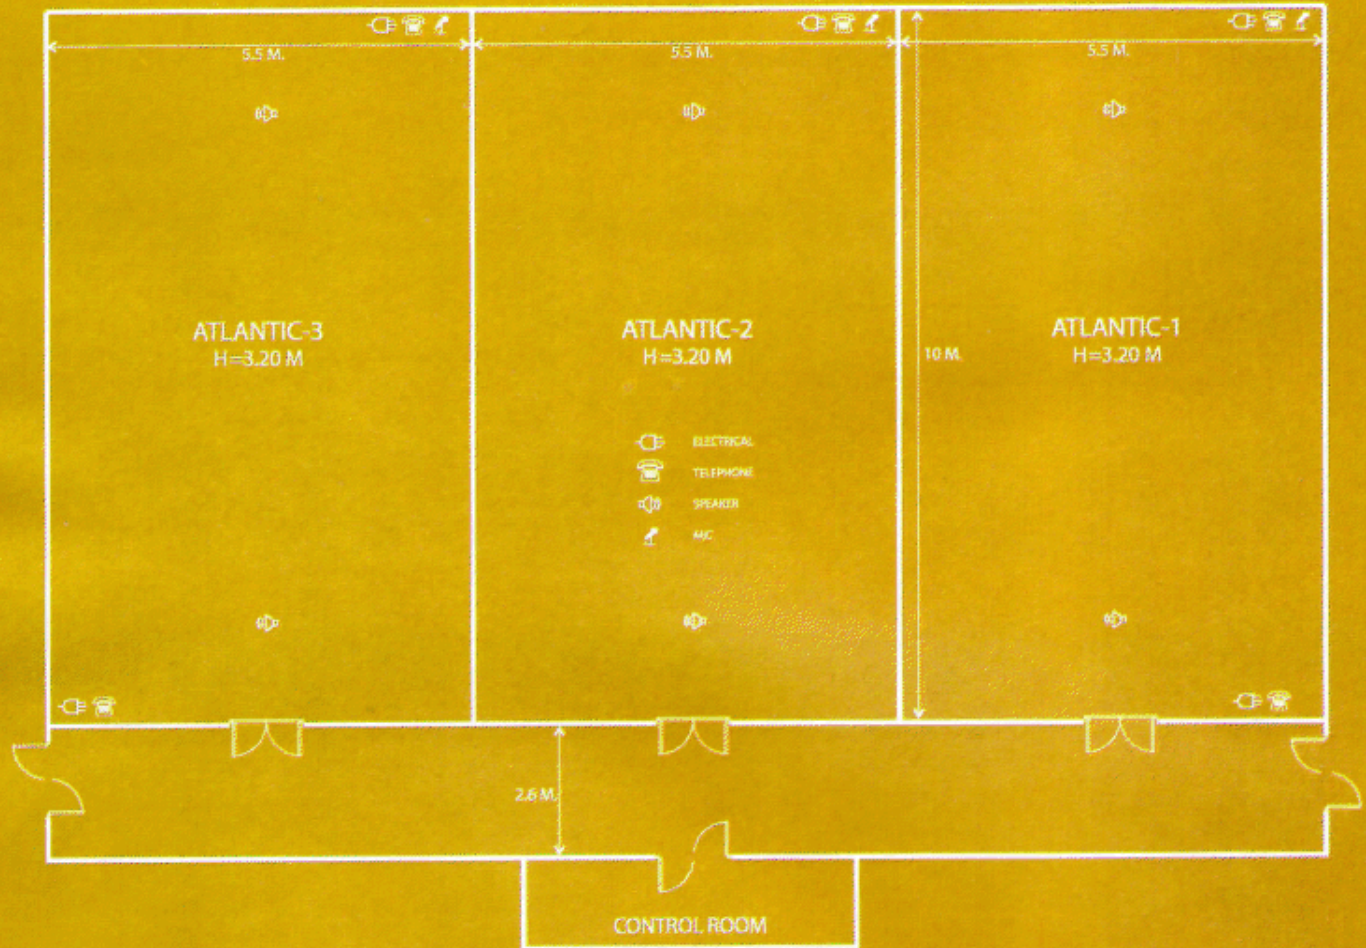 5.5 M.
5.5 M.
5.5 M.
ATLANTIC-3
H=3.20 M
ATLANTIC-2
H=3.20 M
ATLANTIC-1
H=3.20 M
10 M.
ELECTRICAL
TELEPHONE
SPEAKER
MIC
2.6 M.
CONTROL ROOM